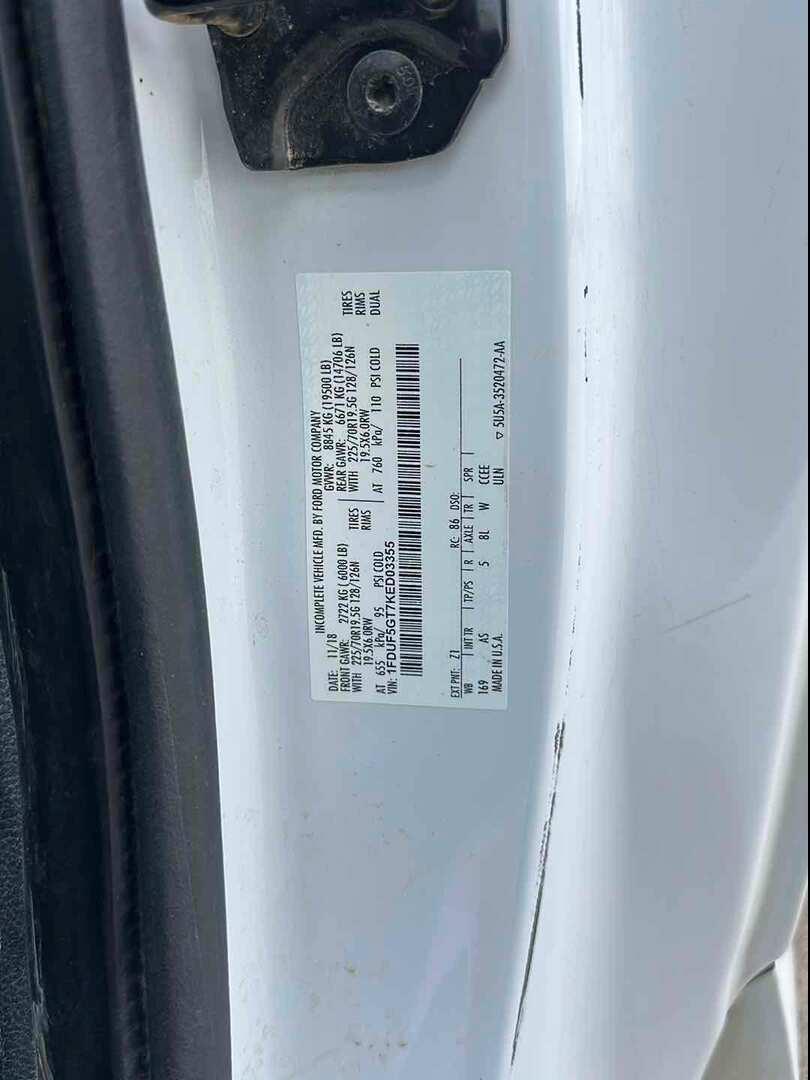 INCOMPLETE VEHICLE MFD. BY FORD MOTOR COMPANY
DATE: 11/18 GVWR: 8845 KG (19500 LB)
FRONT GAWR: 2722 KG ( 6000 LB) REAR GAWR: 6671 KG (14706 LB)
WITH 225/70R19.5G 128/126N TIRES WITH 225/70R19.5G 128/126N TIRES
19.5X6.0RW RIMS 19.5X6.0RW RIMS
AT 655 kPa/ 95 PSI COLD AT 760 kPa/ 110 PSI COLD DUAL
VIN: 1FDUF5GT7KED03355
EXT PNT: Z1 RC: 86 DSO:
WB INT TR TP/PS R AXLE TR SPR
169 AS 5 8L W CCEE
MADE IN U.S.A. ULN
▽ 5U5A-3520472-AA